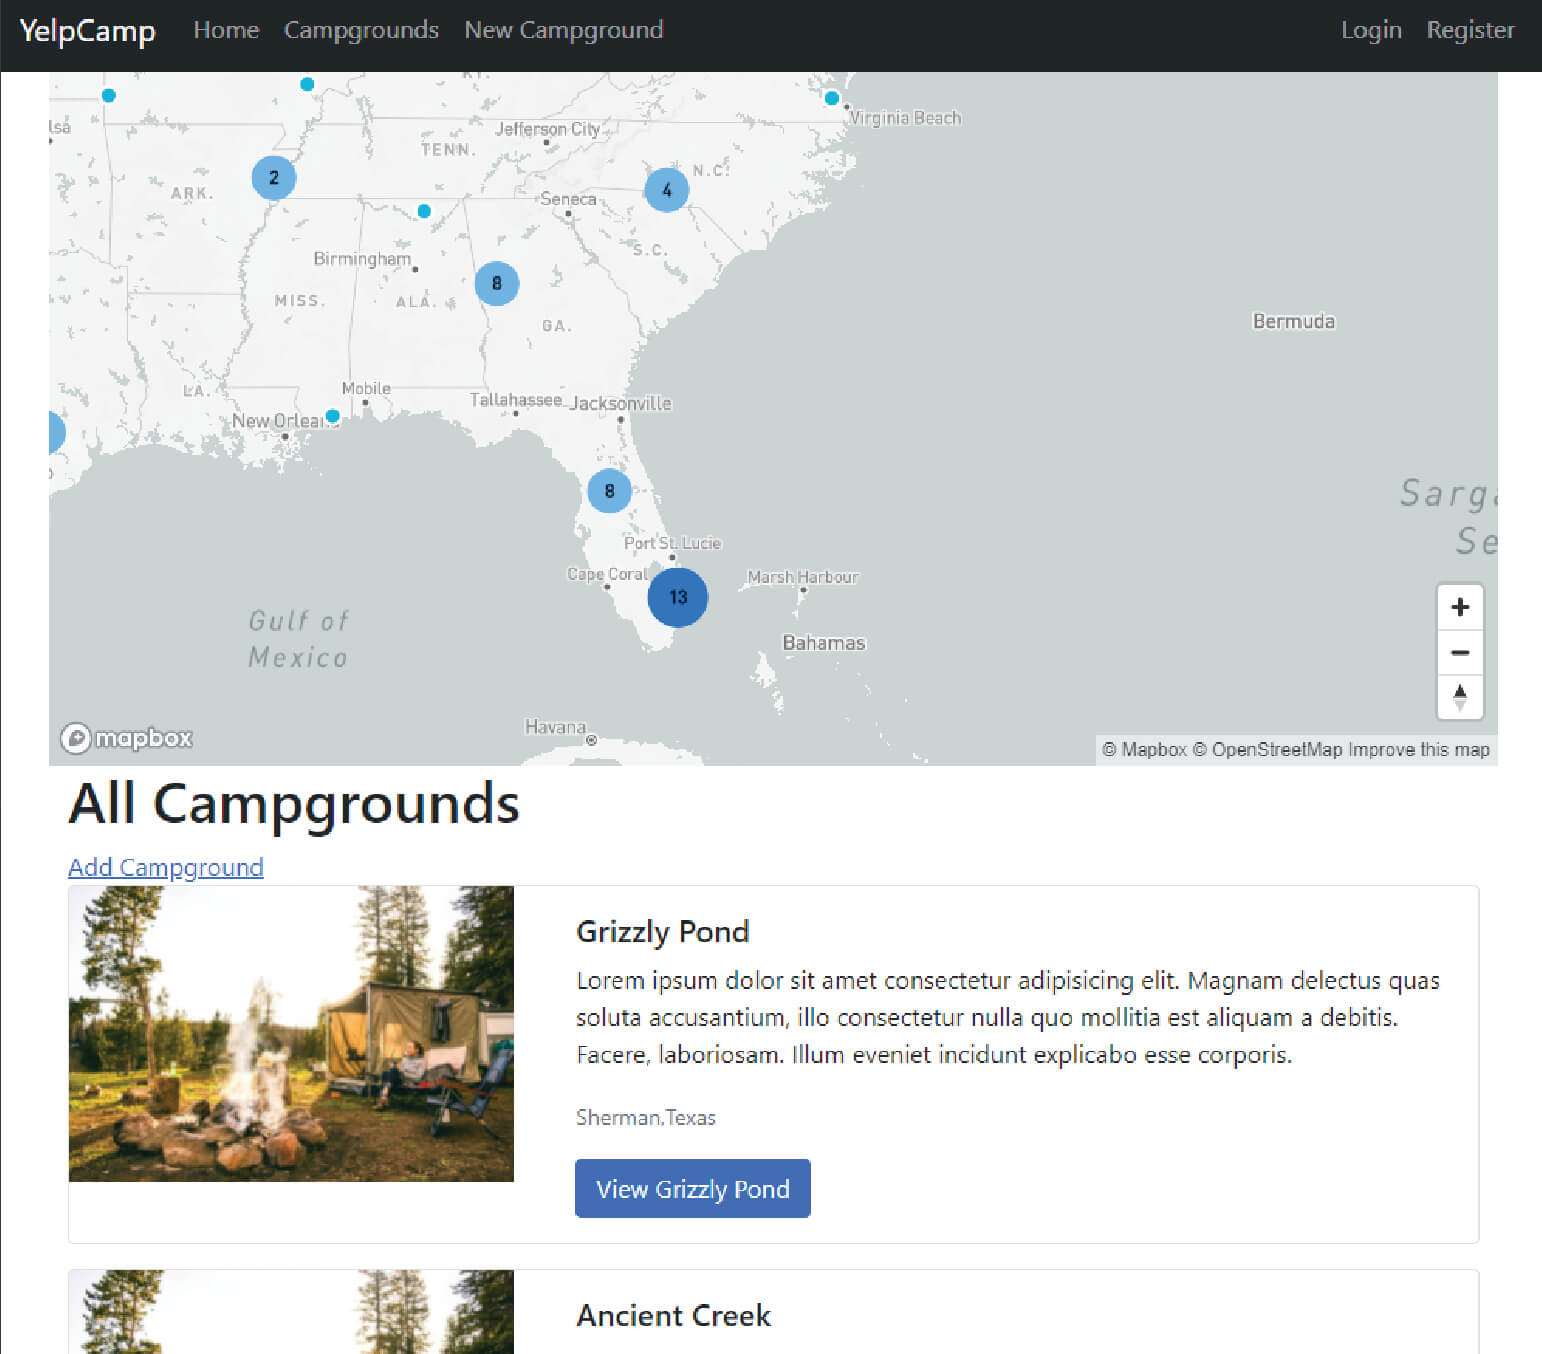 YelpCamp Home Campgrounds New Campground Login Register
KY.
lsa
Virginia Beach
Jefferson City
TENN.
2
4
N.C.
ARK.
Seneca
Birmingham
S.C.
8
MISS.
ALA.
GA.
Bermuda
LA.
Mobile
Tallahassee
Jacksonville
New Orleans
8
Sarga
Se
Port St. Lucie
Cape Coral
Marsh Harbour
13
Gulf of
Mexico
Bahamas
Havana
mapbox
© Mapbox © OpenStreetMap Improve this map
All Campgrounds
Add Campground
Grizzly Pond
Lorem ipsum dolor sit amet consectetur adipisicing elit. Magnam delectus quas
soluta accusantium, illo consectetur nulla quo mollitia est aliquam a debitis.
Facere, laboriosam. Illum eveniet incidunt explicabo esse corporis.
Sherman,Texas
View Grizzly Pond
Ancient Creek